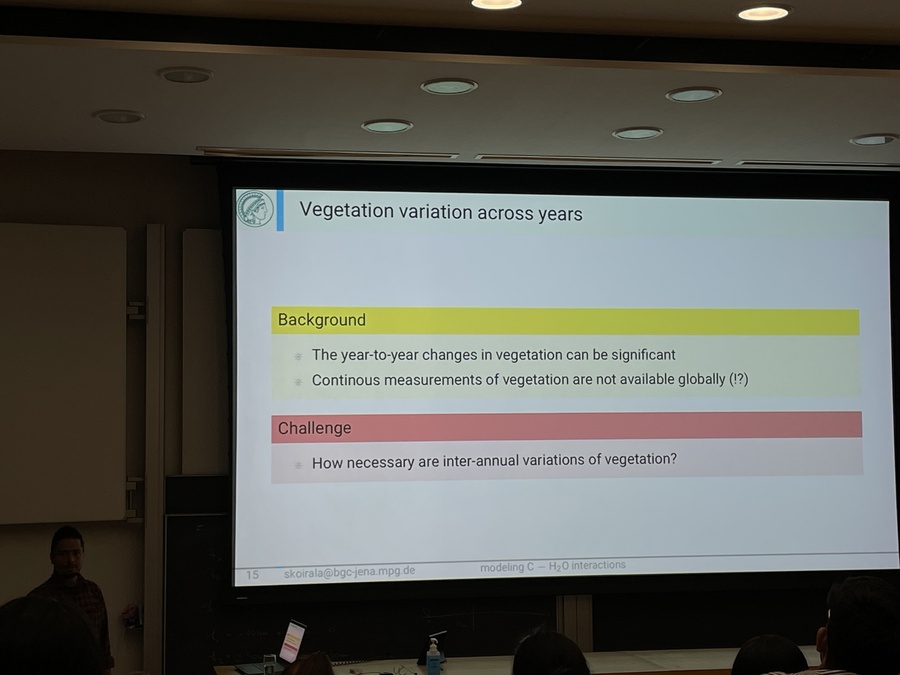 Vegetation variation across years
Background
The year-to-year changes in vegetation can be significant
Continous measurements of vegetation are not available globally (!?)
Challenge
How necessary are inter-annual variations of vegetation?
15 skoirala@bgc-jena.mpg.de modeling C — H₂O interactions